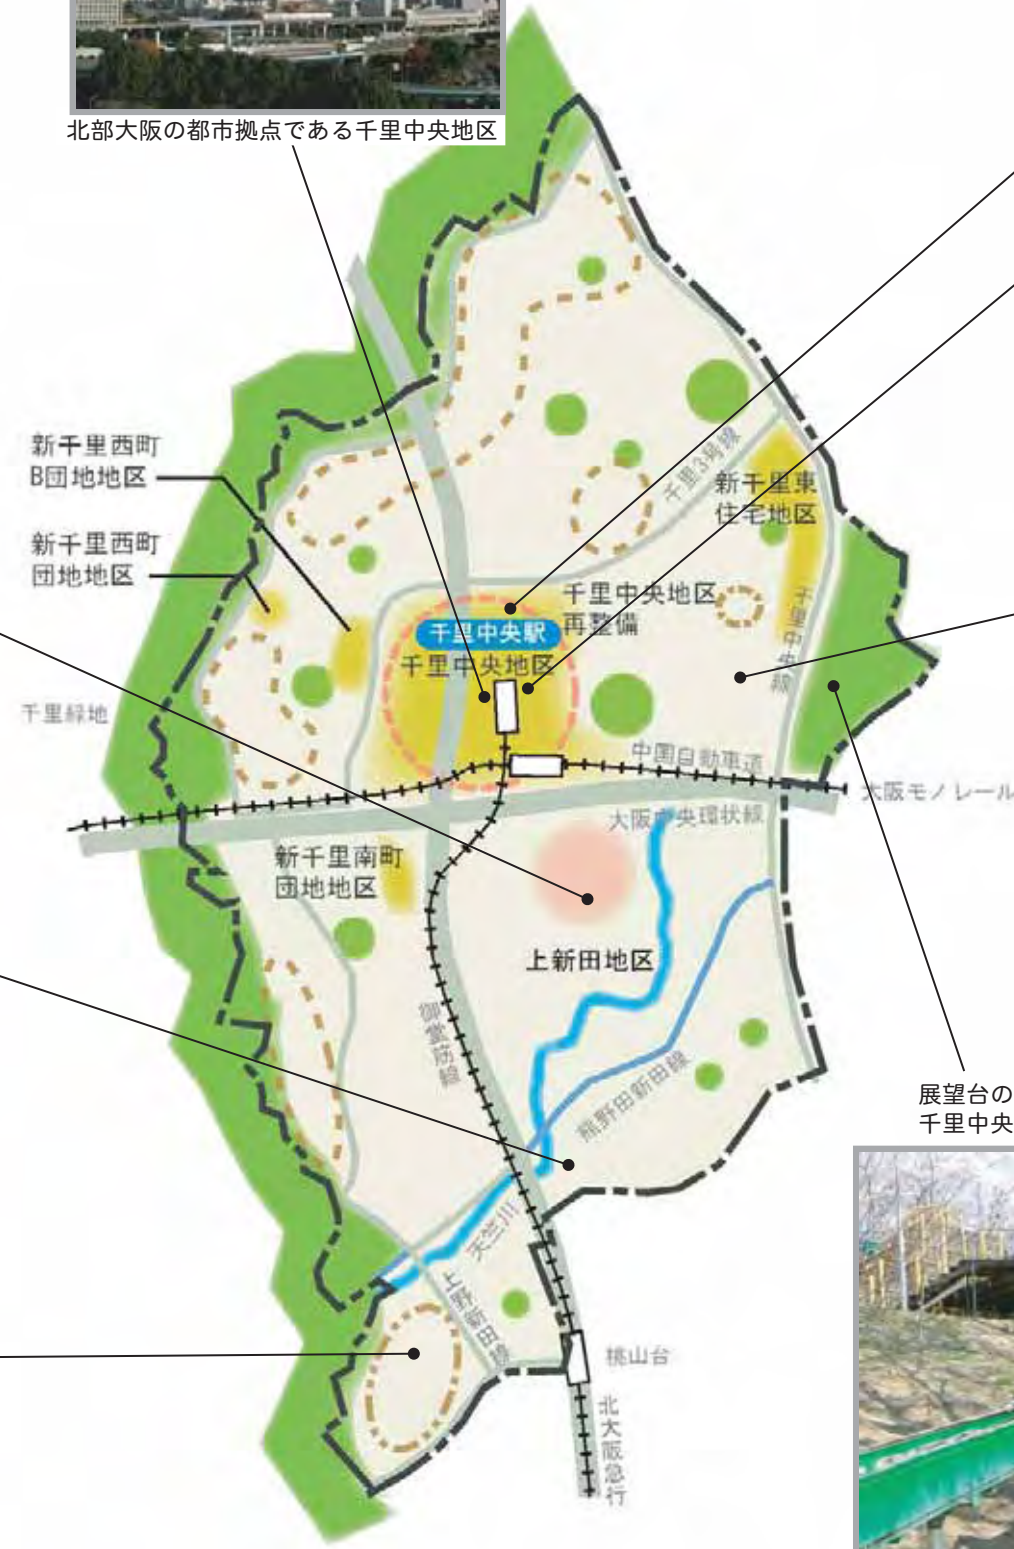 北部大阪の都市拠点である千里中央地区
新千里西町
B団地地区
新千里西町
団地地区
千里3号線
新千里東
住宅地区
千里中央地区
再整備
千里中央駅
千里中央地区
千里中央線
千里緑地
中国自動車道
大阪モノレール
大阪中央環状線
新千里南町
団地地区
上新田地区
御堂筋線
熊野田新田線
天竺川
上野新田線
展望台の
千里中央
桃山台
北大阪急行